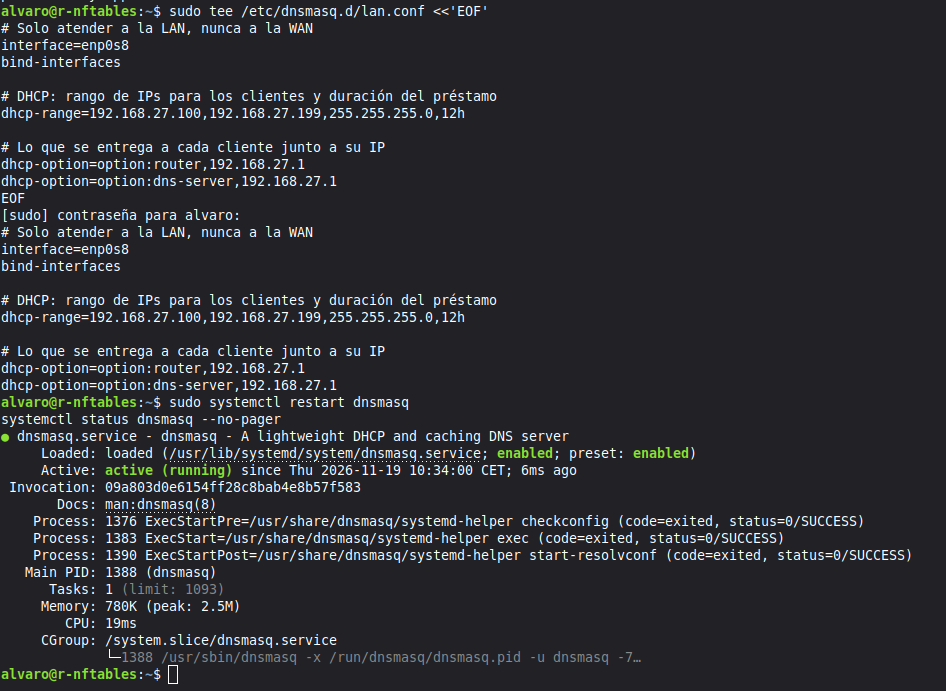 alvaro@r-nftables:~$ sudo tee /etc/dnsmasq.d/lan.conf <<'EOF'
# Solo atender a la LAN, nunca a la WAN
interface=enp0s8
bind-interfaces

# DHCP: rango de IPs para los clientes y duración del préstamo
dhcp-range=192.168.27.100,192.168.27.199,255.255.255.0,12h

# Lo que se entrega a cada cliente junto a su IP
dhcp-option=option:router,192.168.27.1
dhcp-option=option:dns-server,192.168.27.1
EOF
[sudo] contraseña para alvaro:
# Solo atender a la LAN, nunca a la WAN
interface=enp0s8
bind-interfaces

# DHCP: rango de IPs para los clientes y duración del préstamo
dhcp-range=192.168.27.100,192.168.27.199,255.255.255.0,12h

# Lo que se entrega a cada cliente junto a su IP
dhcp-option=option:router,192.168.27.1
dhcp-option=option:dns-server,192.168.27.1
alvaro@r-nftables:~$ sudo systemctl restart dnsmasq
systemctl status dnsmasq --no-pager
● dnsmasq.service - dnsmasq - A lightweight DHCP and caching DNS server
     Loaded: loaded (/usr/lib/systemd/system/dnsmasq.service; enabled; preset: enabled)
     Active: active (running) since Thu 2026-11-19 10:34:00 CET; 6ms ago
 Invocation: 09a803d0e6154ff28c8bab4e8b57f583
       Docs: man:dnsmasq(8)
    Process: 1376 ExecStartPre=/usr/share/dnsmasq/systemd-helper checkconfig (code=exited, status=0/SUCCESS)
    Process: 1383 ExecStart=/usr/share/dnsmasq/systemd-helper exec (code=exited, status=0/SUCCESS)
    Process: 1390 ExecStartPost=/usr/share/dnsmasq/systemd-helper start-resolvconf (code=exited, status=0/SUCCESS)
   Main PID: 1388 (dnsmasq)
      Tasks: 1 (limit: 1093)
     Memory: 780K (peak: 2.5M)
        CPU: 19ms
     CGroup: /system.slice/dnsmasq.service
             └─1388 /usr/sbin/dnsmasq -x /run/dnsmasq/dnsmasq.pid -u dnsmasq -7…
alvaro@r-nftables:~$